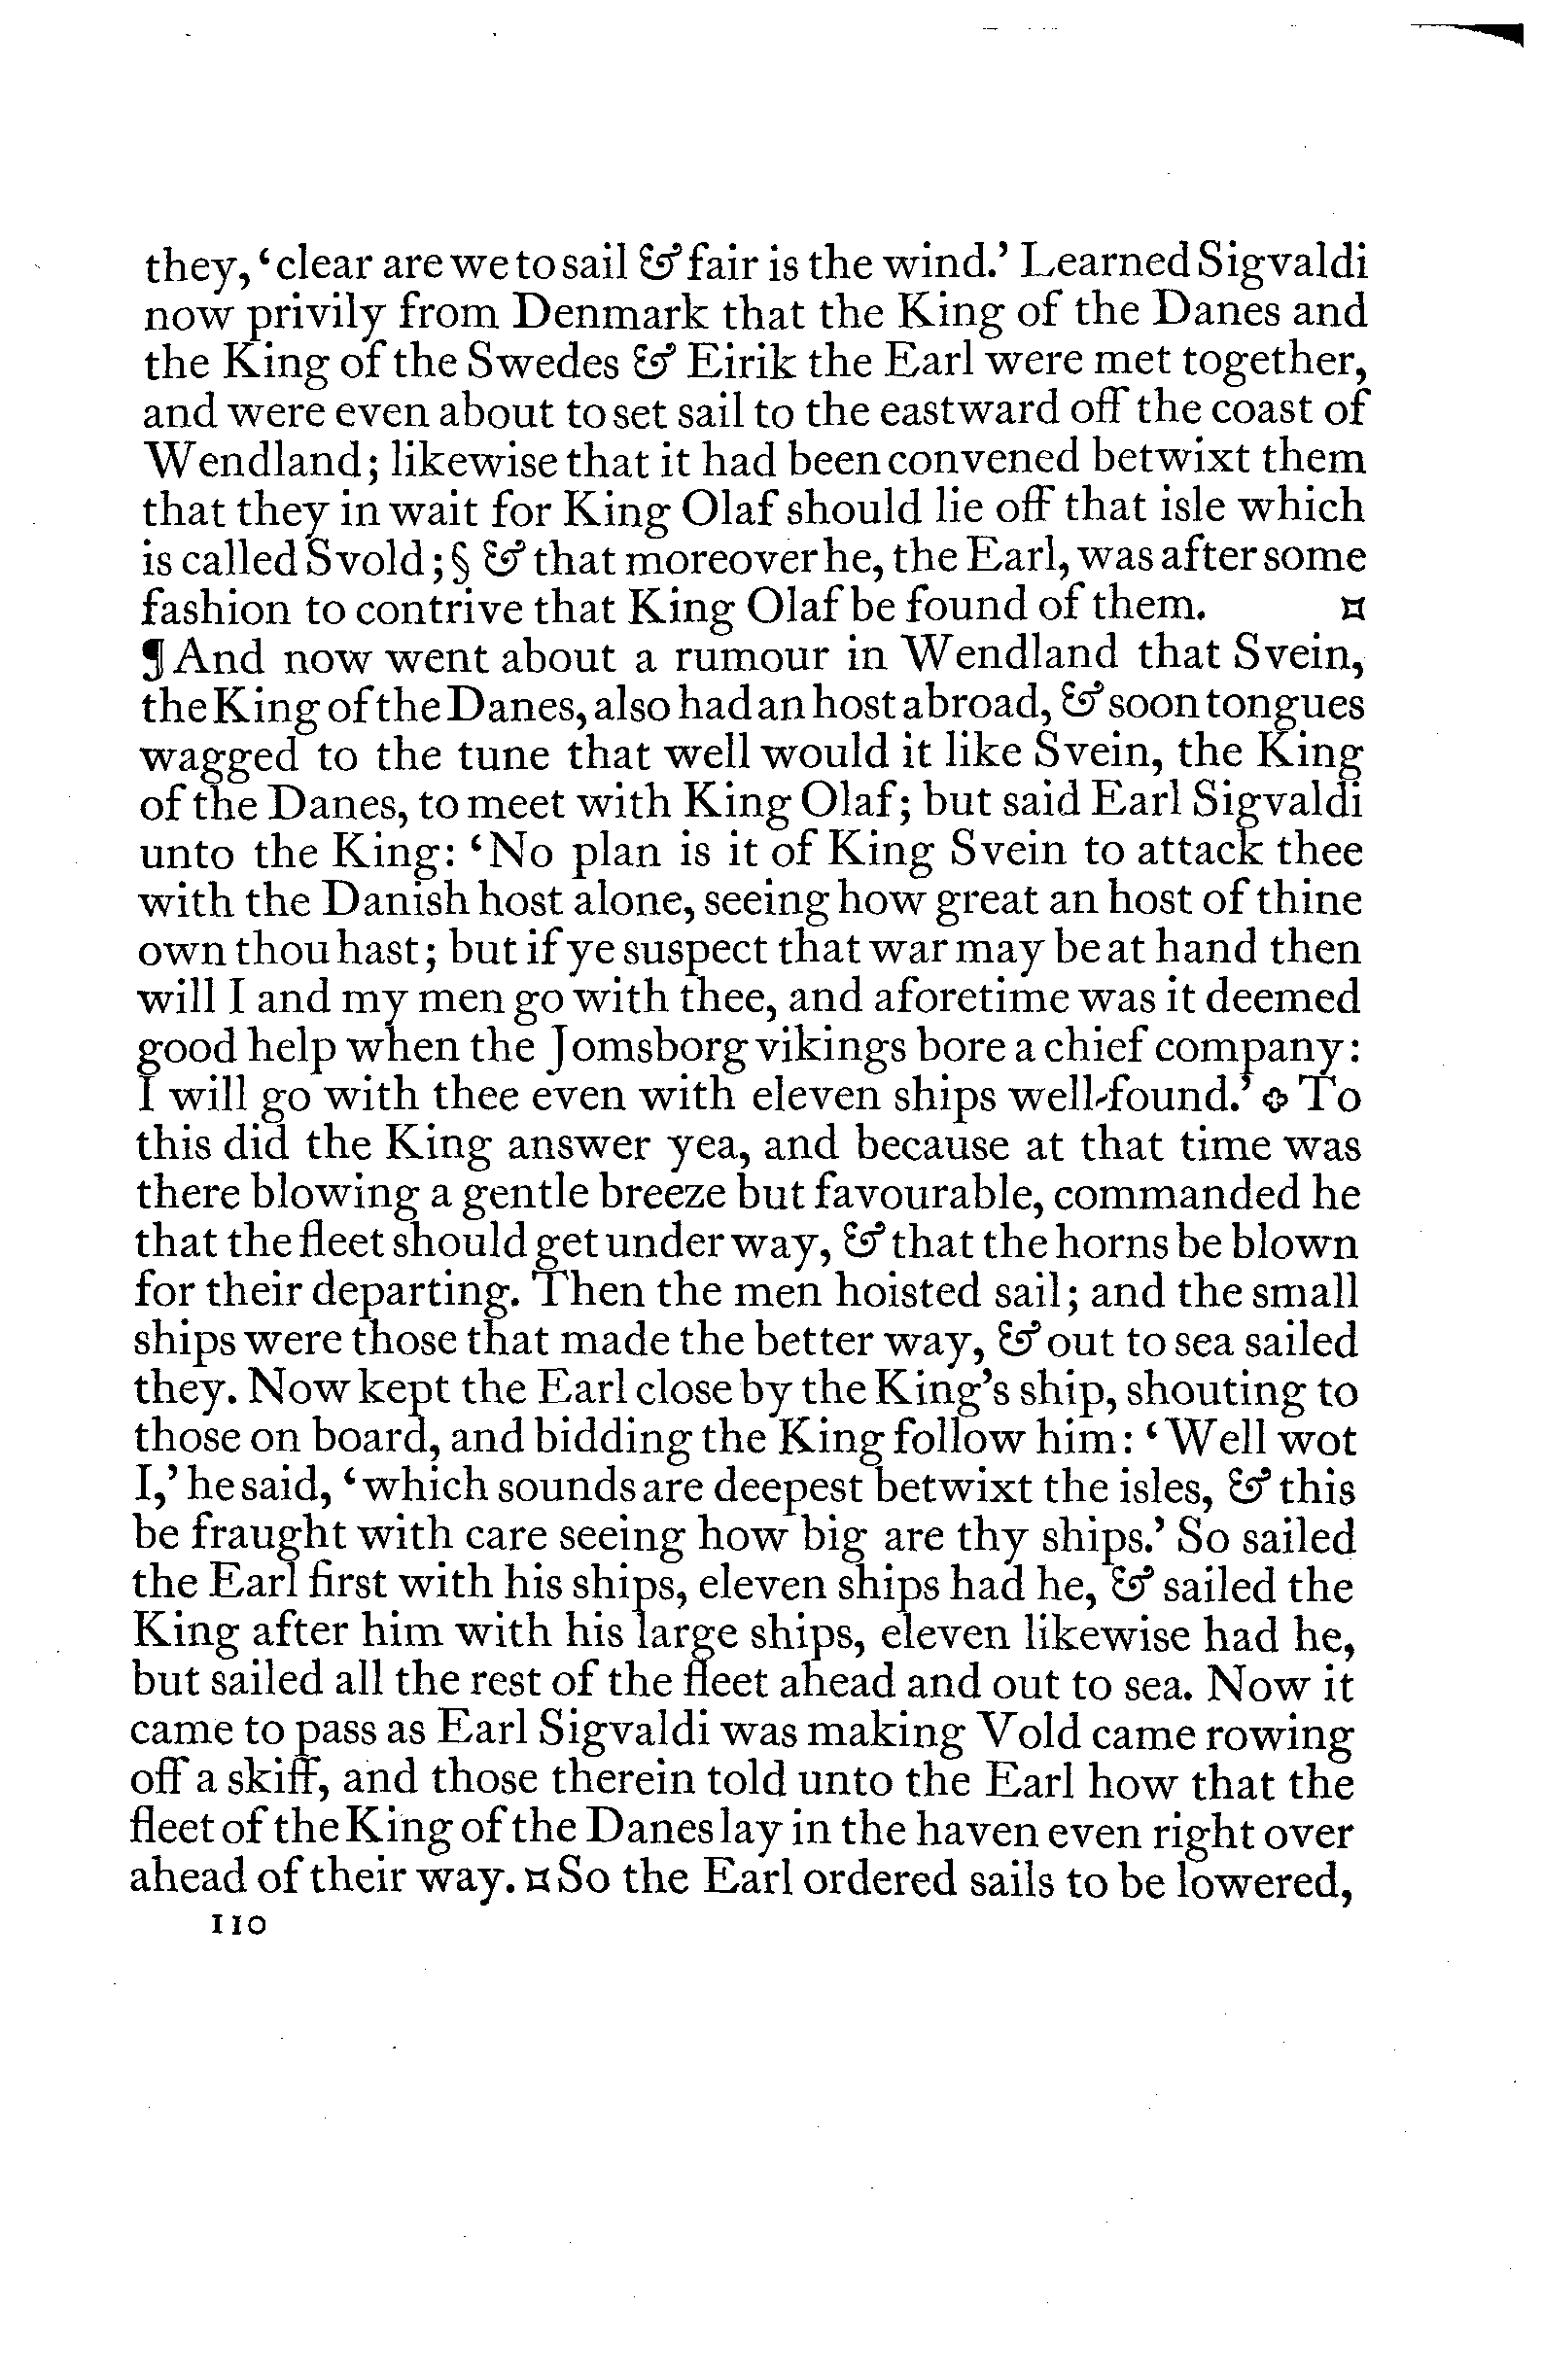 they, ‘clear are we to sail & fair is the wind.’ Learned Sigvaldi
now privily from Denmark that the King of the Danes and
the King of the Swedes & Eirik the Earl were met together,
and were even about to set sail to the eastward off the coast of
Wendland; likewise that it had been convened betwixt them
that they in wait for King Olaf should lie off that isle which
is called Svold; § & that moreover he, the Earl, was after some
fashion to contrive that King Olaf be found of them. ¤
¶ And now went about a rumour in Wendland that Svein,
the King of the Danes, also had an host abroad, & soon tongues
wagged to the tune that well would it like Svein, the King
of the Danes, to meet with King Olaf; but said Earl Sigvaldi
unto the King: ‘No plan is it of King Svein to attack thee
with the Danish host alone, seeing how great an host of thine
own thou hast; but if ye suspect that war may be at hand then
will I and my men go with thee, and aforetime was it deemed
good help when the Jomsborg vikings bore a chief company:
I will go with thee even with eleven ships well-found.’ ✥ To
this did the King answer yea, and because at that time was
there blowing a gentle breeze but favourable, commanded he
that the fleet should get under way, & that the horns be blown
for their departing. Then the men hoisted sail; and the small
ships were those that made the better way, & out to sea sailed
they. Now kept the Earl close by the King’s ship, shouting to
those on board, and bidding the King follow him: ‘Well wot
I,’ he said, ‘which sounds are deepest betwixt the isles, & this
be fraught with care seeing how big are thy ships.’ So sailed
the Earl first with his ships, eleven ships had he, & sailed the
King after him with his large ships, eleven likewise had he,
but sailed all the rest of the fleet ahead and out to sea. Now it
came to pass as Earl Sigvaldi was making Vold came rowing
off a skiff, and those therein told unto the Earl how that the
fleet of the King of the Danes lay in the haven even right over
ahead of their way. ¤ So the Earl ordered sails to be lowered,
110